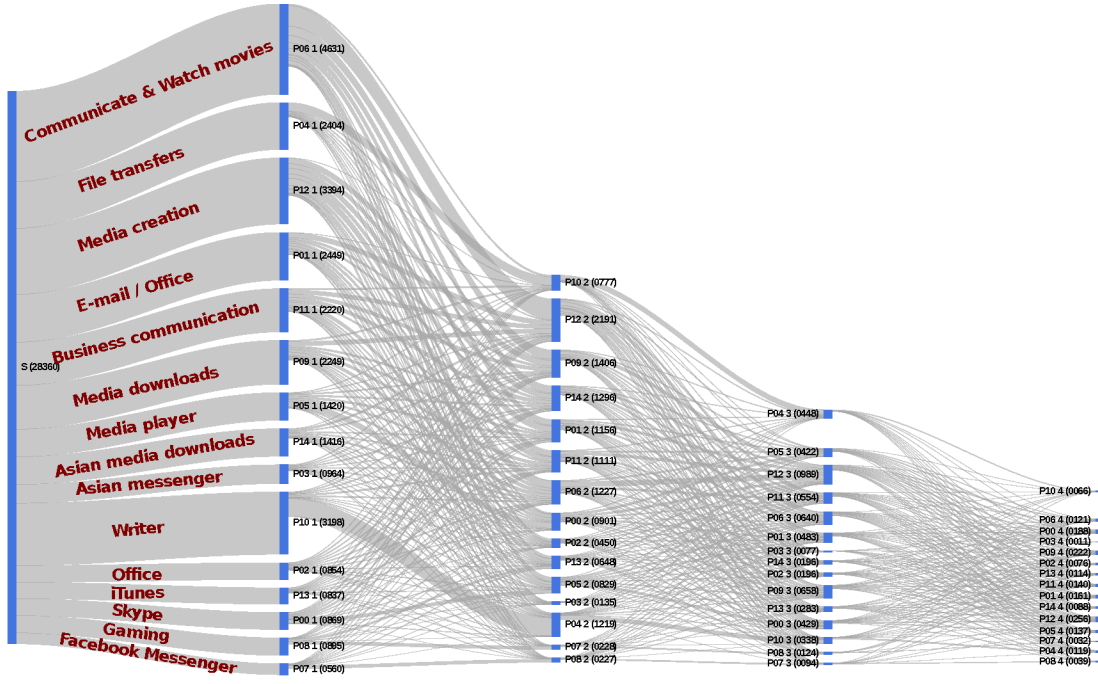 S (28360)
Communicate & Watch movies
File transfers
Media creation
E-mail / Office
Business communication
Media downloads
Media player
Asian media downloads
Asian messenger
Writer
Office
iTunes
Skype
Gaming
Facebook Messenger
P06 1 (4631)
P04 1 (2404)
P12 1 (3394)
P01 1 (2449)
P11 1 (2220)
P09 1 (2249)
P05 1 (1420)
P14 1 (1416)
P03 1 (0964)
P10 1 (3198)
P02 1 (0854)
P13 1 (0837)
P00 1 (0869)
P08 1 (0895)
P07 1 (0560)
P10 2 (0777)
P12 2 (2191)
P09 2 (1406)
P14 2 (1296)
P01 2 (1156)
P11 2 (1111)
P06 2 (1227)
P00 2 (0901)
P02 2 (0450)
P13 2 (0648)
P05 2 (0829)
P03 2 (0135)
P04 2 (1219)
P07 2 (0228)
P08 2 (0227)
P04 3 (0448)
P05 3 (0422)
P12 3 (0989)
P11 3 (0554)
P06 3 (0640)
P01 3 (0483)
P03 3 (0077)
P14 3 (0196)
P02 3 (0196)
P09 3 (0658)
P13 3 (0283)
P00 3 (0429)
P10 3 (0338)
P08 3 (0124)
P07 3 (0094)
P10 4 (0066)
P06 4 (0121)
P00 4 (0188)
P03 4 (0011)
P09 4 (0222)
P02 4 (0076)
P13 4 (0114)
P11 4 (0140)
P01 4 (0161)
P14 4 (0088)
P12 4 (0256)
P05 4 (0137)
P07 4 (0032)
P04 4 (0119)
P08 4 (0039)